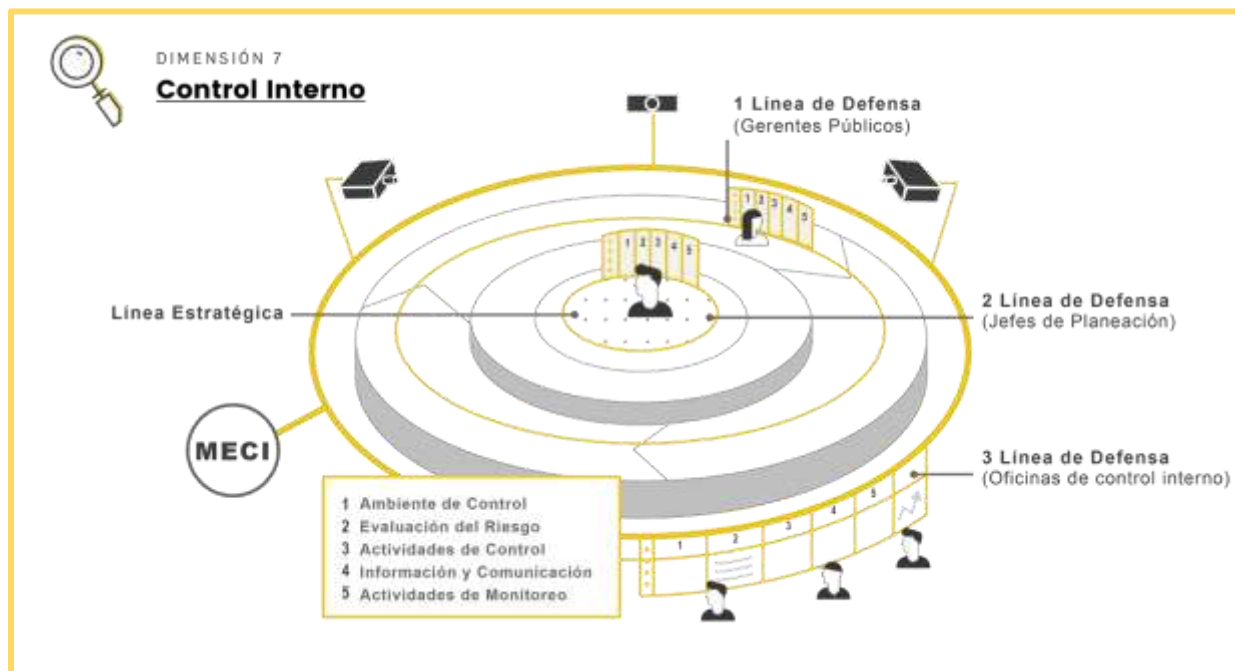 DIMENSIÓN 7
Control Interno
1 Línea de Defensa
(Gerentes Públicos)
1 2 3 4 5
1 2 3 4 5
Línea Estratégica
2 Línea de Defensa
(Jefes de Planeación)
MECI
3 Línea de Defensa
(Oficinas de control interno)
1 Ambiente de Control
2 Evaluación del Riesgo
3 Actividades de Control
4 Información y Comunicación
5 Actividades de Monitoreo
1 2 3 4 5